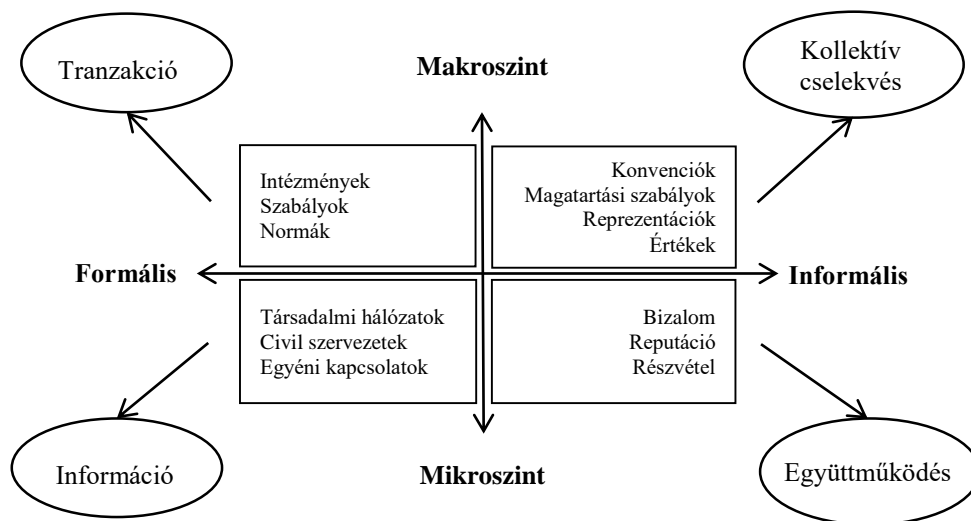 Tranzakció
Makroszint
Kollektív
cselekvés
Intézmények
Szabályok
Normák
Konvenciók
Magatartási szabályok
Reprezentációk
Értékek
Formális
Informális
Társadalmi hálózatok
Civil szervezetek
Egyéni kapcsolatok
Bizalom
Reputáció
Részvétel
Információ
Mikroszint
Együttműködés